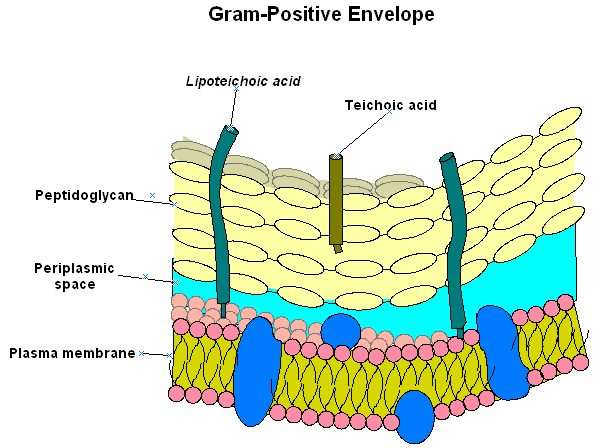 Gram-Positive Envelope
Lipoteichoic acid
Teichoic acid
Peptidoglycan
Periplasmic
space
Plasma membrane